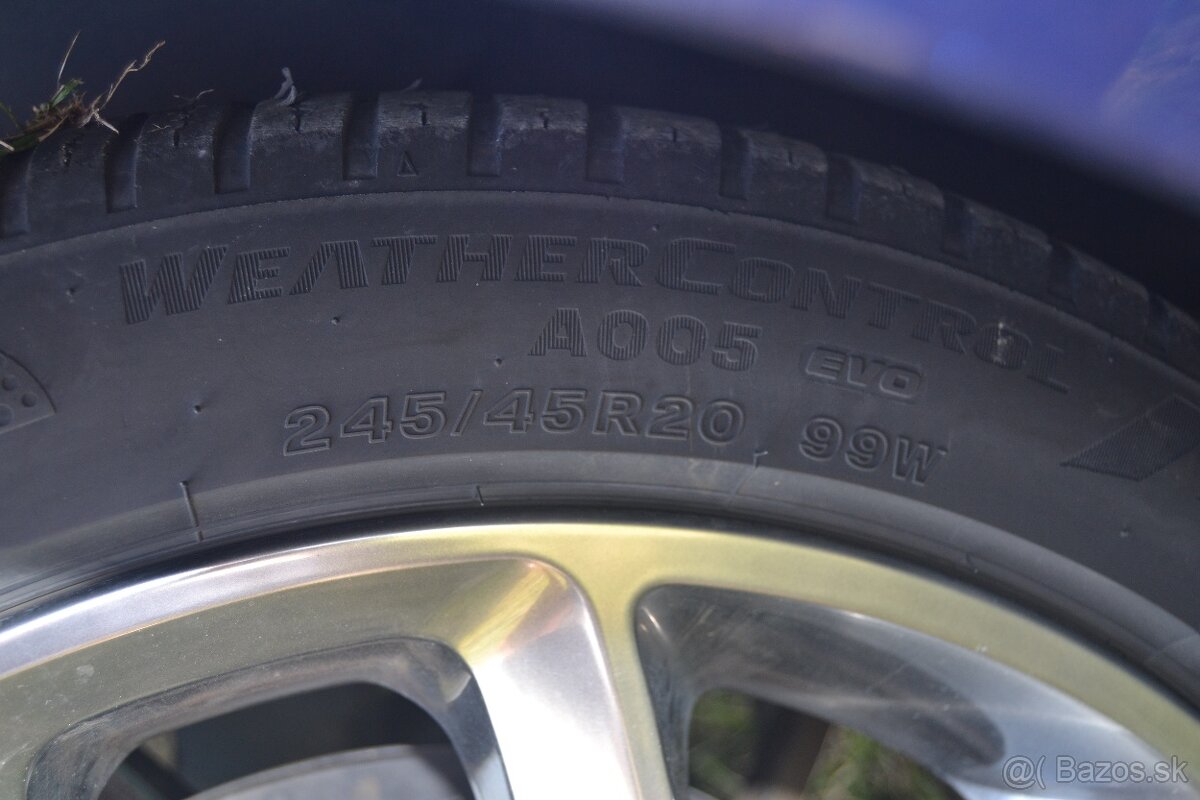 WEATHERCONTROL
A005 EVO
245/45R20 99W
@( Bazos.sk